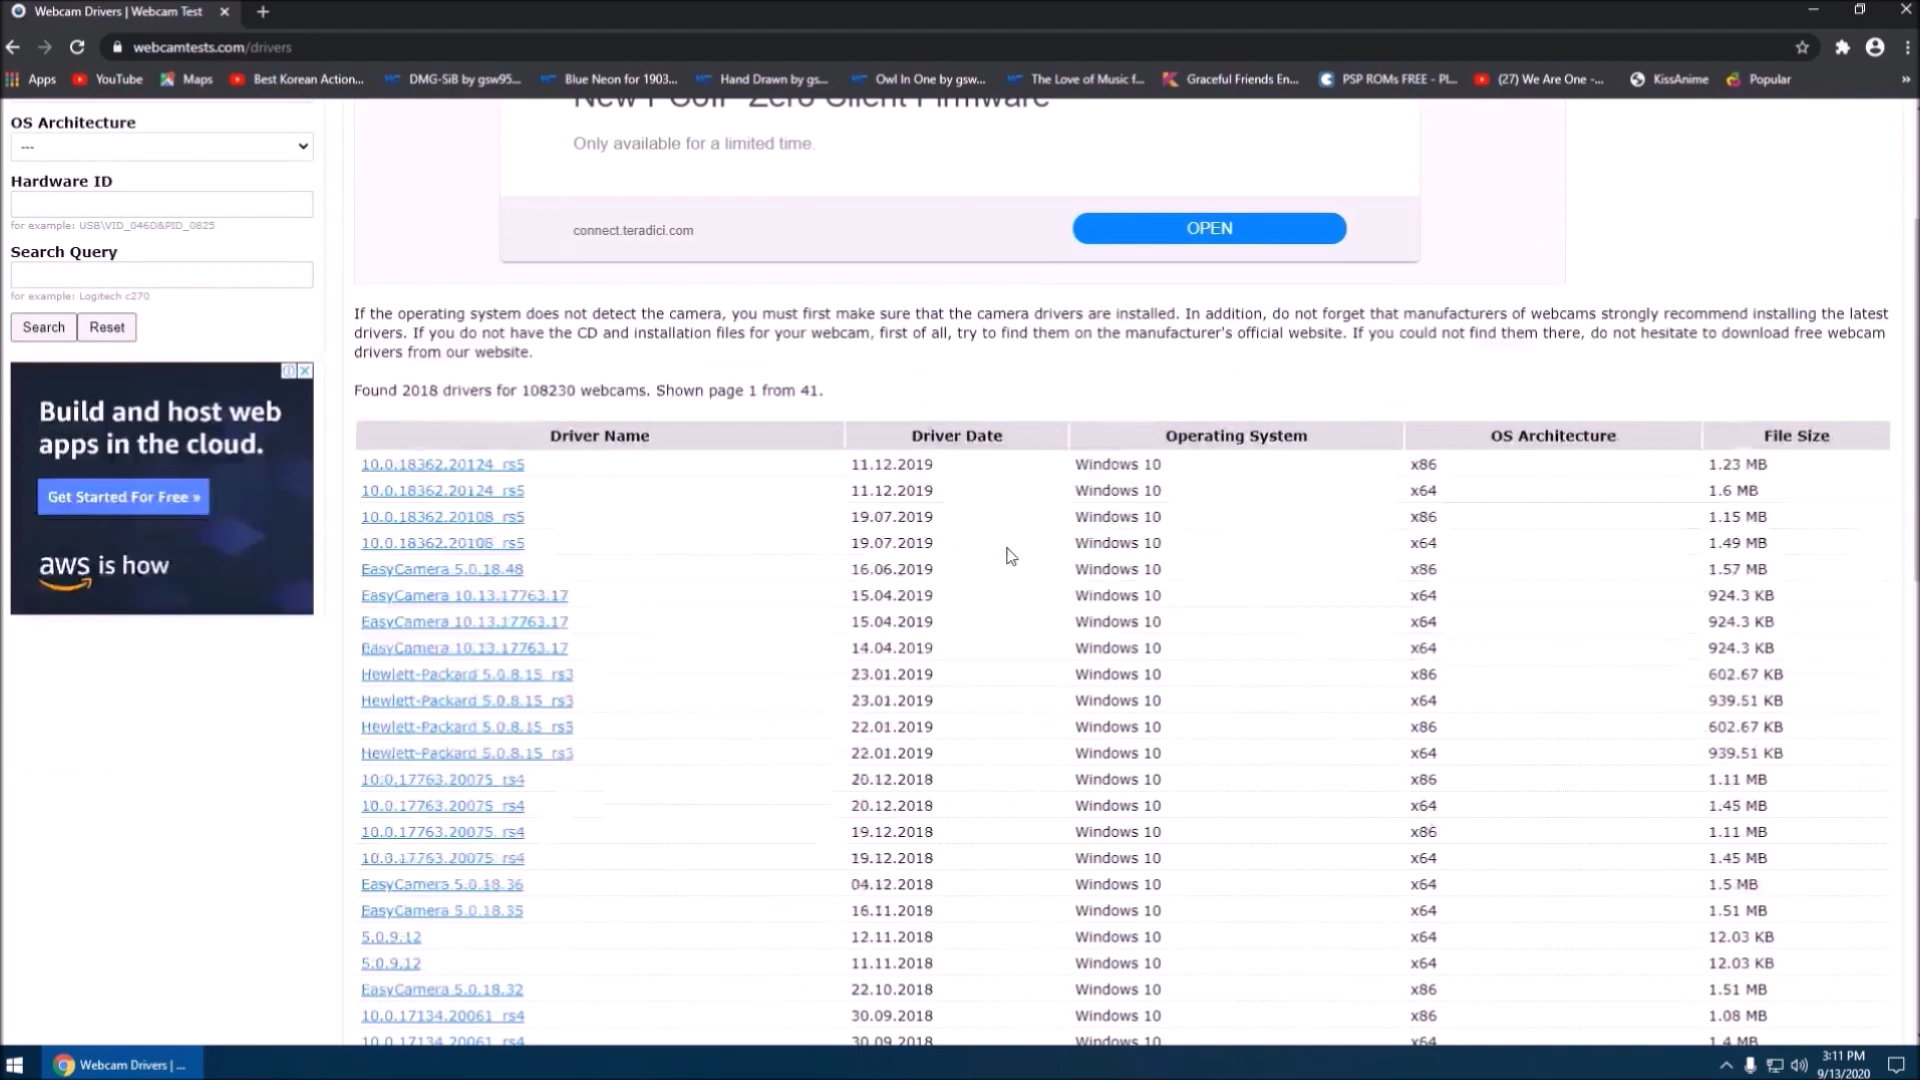 Webcam Drivers | Webcam Test
webcamtests.com/drivers
Apps YouTube Maps Best Korean Action... DMG-SiB by gsw95... Blue Neon for 1903... Hand Drawn by gs... Owl In One by gsw... The Love of Music f... Graceful Friends En... PSP ROMs FREE - PL... (27) We Are One -... KissAnime Popular »
OS Architecture
---
Hardware ID
for example: USB\VID_046D&PID_0825
Search Query
for example: Logitech c270
Search Reset
Build and host web
apps in the cloud.
Get Started For Free »
aws is how
Only available for a limited time.
connect.teradici.com OPEN
If the operating system does not detect the camera, you must first make sure that the camera drivers are installed. In addition, do not forget that manufacturers of webcams strongly recommend installing the latest
drivers. If you do not have the CD and installation files for your webcam, first of all, try to find them on the manufacturer's official website. If you could not find them there, do not hesitate to download free webcam
drivers from our website.
Found 2018 drivers for 108230 webcams. Shown page 1 from 41.
Driver Name Driver Date Operating System OS Architecture File Size
10.0.18362.20124_rs5 11.12.2019 Windows 10 x86 1.23 MB
10.0.18362.20124_rs5 11.12.2019 Windows 10 x64 1.6 MB
10.0.18362.20108_rs5 19.07.2019 Windows 10 x86 1.15 MB
10.0.18362.20108_rs5 19.07.2019 Windows 10 x64 1.49 MB
EasyCamera 5.0.18.48 16.06.2019 Windows 10 x86 1.57 MB
EasyCamera 10.13.17763.17 15.04.2019 Windows 10 x64 924.3 KB
EasyCamera 10.13.17763.17 15.04.2019 Windows 10 x64 924.3 KB
EasyCamera 10.13.17763.17 14.04.2019 Windows 10 x64 924.3 KB
Hewlett-Packard 5.0.8.15_rs3 23.01.2019 Windows 10 x86 602.67 KB
Hewlett-Packard 5.0.8.15_rs3 23.01.2019 Windows 10 x64 939.51 KB
Hewlett-Packard 5.0.8.15_rs3 22.01.2019 Windows 10 x86 602.67 KB
Hewlett-Packard 5.0.8.15_rs3 22.01.2019 Windows 10 x64 939.51 KB
10.0.17763.20075_rs4 20.12.2018 Windows 10 x86 1.11 MB
10.0.17763.20075_rs4 20.12.2018 Windows 10 x64 1.45 MB
10.0.17763.20075_rs4 19.12.2018 Windows 10 x86 1.11 MB
10.0.17763.20075_rs4 19.12.2018 Windows 10 x64 1.45 MB
EasyCamera 5.0.18.36 04.12.2018 Windows 10 x64 1.5 MB
EasyCamera 5.0.18.35 16.11.2018 Windows 10 x64 1.51 MB
5.0.9.12 12.11.2018 Windows 10 x64 12.03 KB
5.0.9.12 11.11.2018 Windows 10 x64 12.03 KB
EasyCamera 5.0.18.32 22.10.2018 Windows 10 x86 1.51 MB
10.0.17134.20061_rs4 30.09.2018 Windows 10 x86 1.08 MB
10.0.17134.20061_rs4 30.09.2018 Windows 10 x64 1.4 MB
Webcam Drivers | ...
3:11 PM
9/13/2020